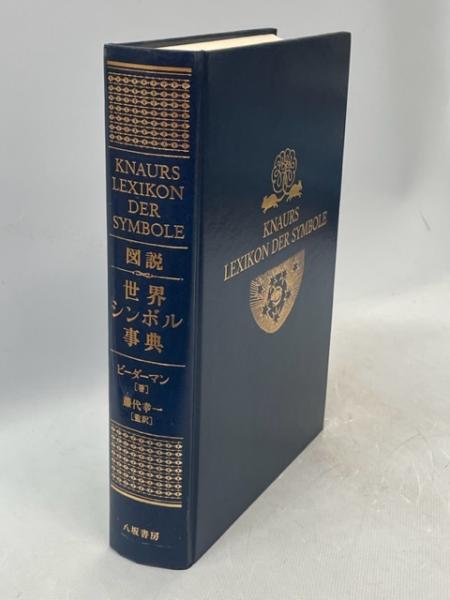 KNAURS
LEXIKON
DER
SYMBOLE
図説
世界
シンボル
事典
ビーダーマン
[著]
藤代幸一
[監訳]
八坂書房
KNAURS
LEXIKON DER SYMBOLE